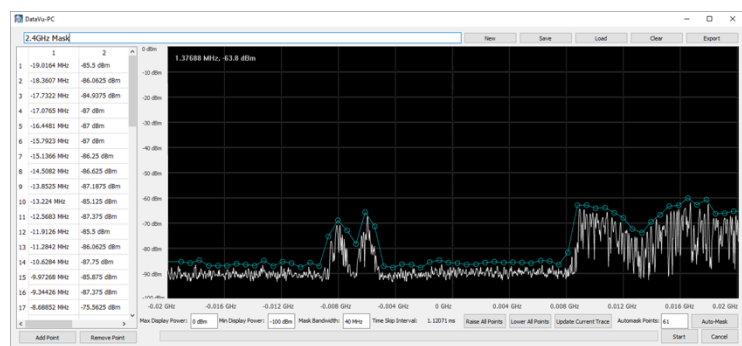 DataVu-PC
2.4GHz Mask
New Save Load Clear Export
1 2
1 -19.0164 MHz -85.5 dBm
2 -18.3607 MHz -86.0625 dBm
3 -17.7322 MHz -84.9375 dBm
4 -17.0765 MHz -87 dBm
5 -16.4481 MHz -87 dBm
6 -15.7923 MHz -87 dBm
7 -15.1366 MHz -86.25 dBm
8 -14.5082 MHz -86.625 dBm
9 -13.8525 MHz -87.1875 dBm
10 -13.224 MHz -85.125 dBm
11 -12.5683 MHz -87.375 dBm
12 -11.9126 MHz -85.5 dBm
13 -11.2842 MHz -86.0625 dBm
14 -10.6284 MHz -87.75 dBm
15 -9.97268 MHz -85.875 dBm
16 -9.34426 MHz -87.375 dBm
17 -8.68852 MHz -75.5625 dBm
0 dBm
1.37688 MHz, -63.8 dBm
-10 dBm
-20 dBm
-30 dBm
-40 dBm
-50 dBm
-60 dBm
-70 dBm
-80 dBm
-90 dBm
-100 dBm
-0.02 GHz -0.016 GHz -0.012 GHz -0.008 GHz -0.004 GHz 0 GHz 0.004 GHz 0.008 GHz 0.012 GHz 0.016 GHz 0.02 GHz
Max Display Power: 0 dBm Min Display Power: -100 dBm Mask Bandwidth: 40 MHz Time Skip Interval: 1.12071 ms Raise All Points Lower All Points Update Current Trace Automask Points: 61 Auto-Mask
Add Point Remove Point Start Cancel